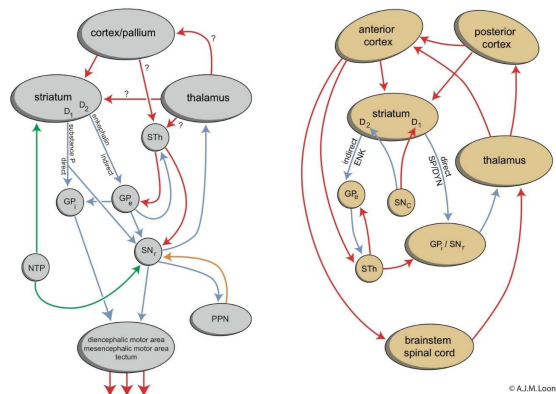 cortex/pallium
?
?
striatum
D1
D2
?
thalamus
?
STh
enkephalin
indirect
substance P
direct
GPi
GPe
SNr
NTP
PPN
diencephalic motor area
mesencephalic motor area
tectum
anterior
cortex
posterior
cortex
striatum
D2
D1
indirect
ENK
direct
SP/DYN
thalamus
GPe
SNC
STh
GPi / SNr
brainstem
spinal cord
© A.J.M. Loon